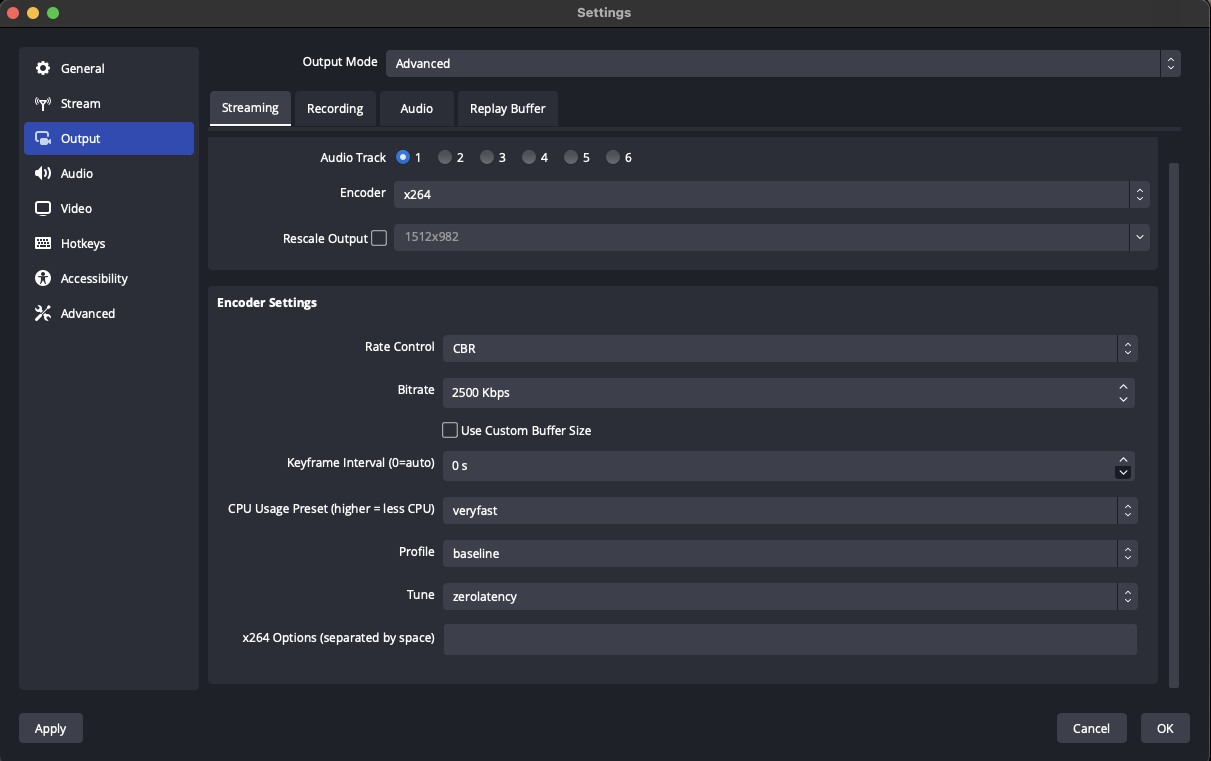 Settings
General
Stream
Output
Audio
Video
Hotkeys
Accessibility
Advanced
Output Mode Advanced
Streaming Recording Audio Replay Buffer
Audio Track 1 2 3 4 5 6
Encoder x264
Rescale Output 1512x982
Encoder Settings
Rate Control CBR
Bitrate 2500 Kbps
Use Custom Buffer Size
Keyframe Interval (0=auto) 0 s
CPU Usage Preset (higher = less CPU) veryfast
Profile baseline
Tune zerolatency
x264 Options (separated by space)
Apply Cancel OK